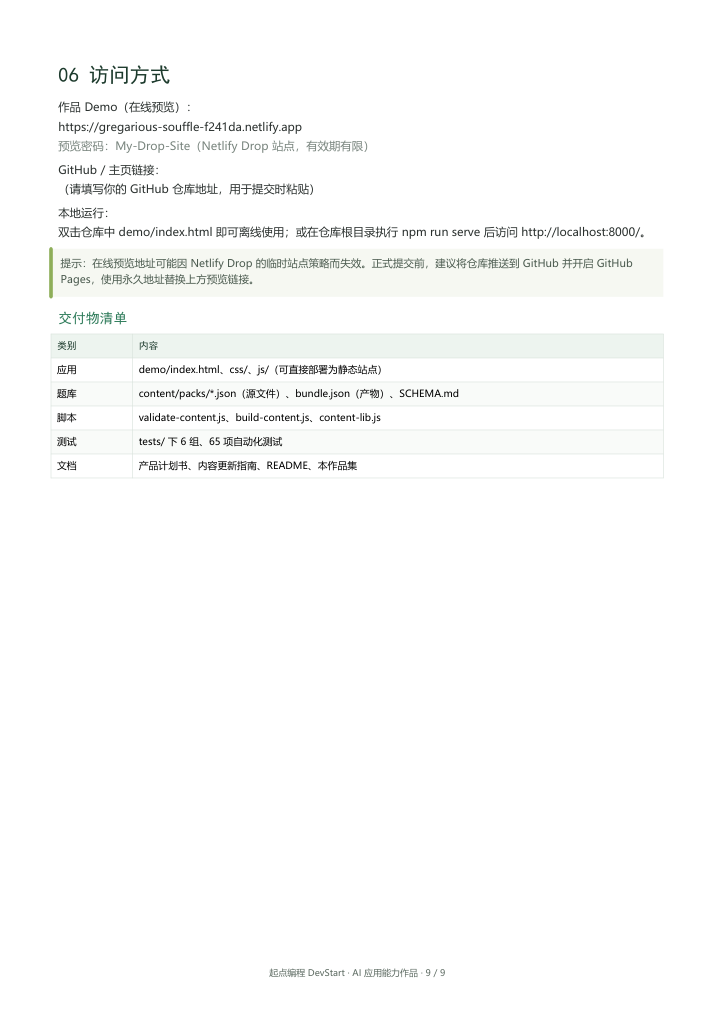 06 访问方式
作品 Demo（在线预览）:
https://gregarious-souffle-f241da.netlify.app
预览密码：My-Drop-Site（Netlify Drop 站点，有效期有限）
GitHub / 主页链接：
（请填写你的 GitHub 仓库地址，用于提交时粘贴）
本地运行：
双击仓库中 demo/index.html 即可离线使用；或在仓库根目录执行 npm run serve 后访问 http://localhost:8000/。
提示：在线预览地址可能因 Netlify Drop 的临时站点策略而失效。正式提交前，建议将仓库推送到 GitHub 并开启 GitHub
Pages，使用永久地址替换上方预览链接。
交付物清单
类别 内容
应用 demo/index.html、css/、js/（可直接部署为静态站点）
题库 content/packs/*.json（源文件）、bundle.json（产物）、SCHEMA.md
脚本 validate-content.js、build-content.js、content-lib.js
测试 tests/ 下 6 组、65 项自动化测试
文档 产品计划书、内容更新指南、README、本作品集
起点编程 DevStart · AI 应用能力作品 · 9 / 9